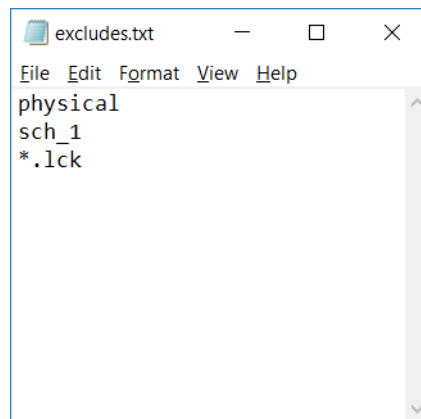 excludes.txt
File Edit Format View Help
physical
sch_1
*.lck